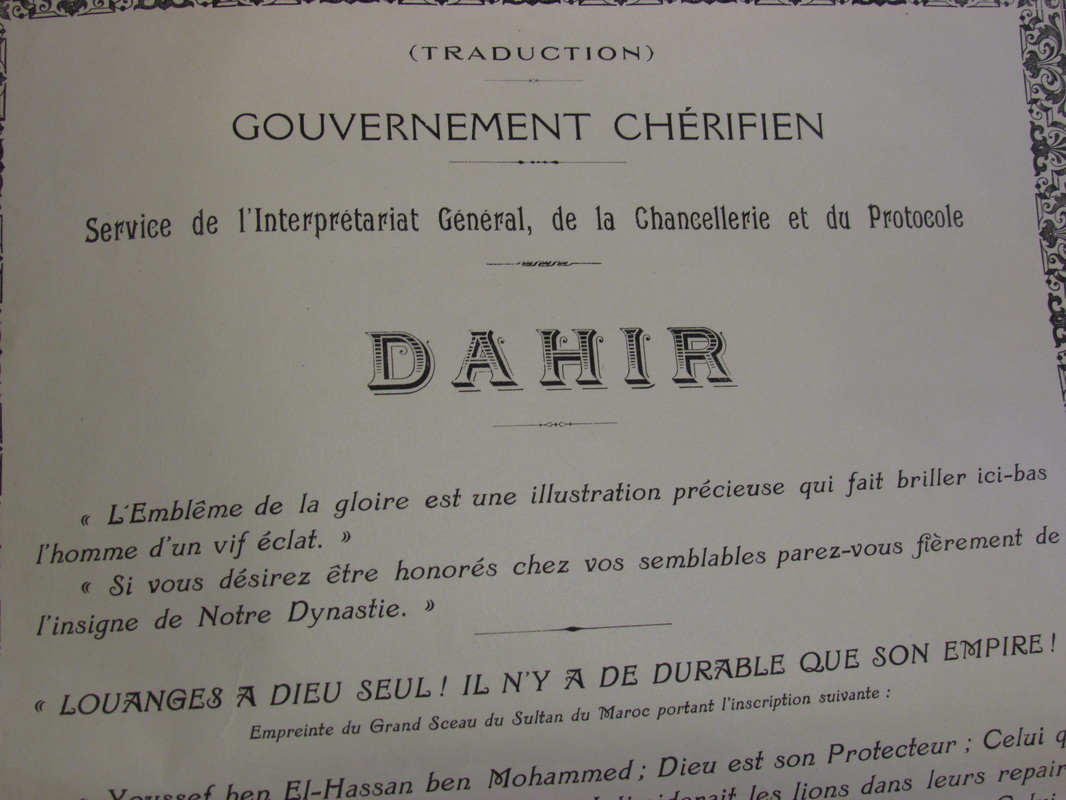 (TRADUCTION)
GOUVERNEMENT CHÉRIFIEN
Service de l'Interprétariat Général, de la Chancellerie et du Protocole
DAHIR
« L'Emblême de la gloire est une illustration précieuse qui fait briller ici-bas
l'homme d'un vif éclat. »
« Si vous désirez être honorés chez vos semblables parez-vous fièrement de
l'insigne de Notre Dynastie. »
« LOUANGES A DIEU SEUL ! IL N'Y A DE DURABLE QUE SON EMPIRE !
Empreinte du Grand Sceau du Sultan du Maroc portant l'inscription suivante :
Youssef ben El-Hassan ben Mohammed ; Dieu est son Protecteur ; Celui
les lions dans leurs